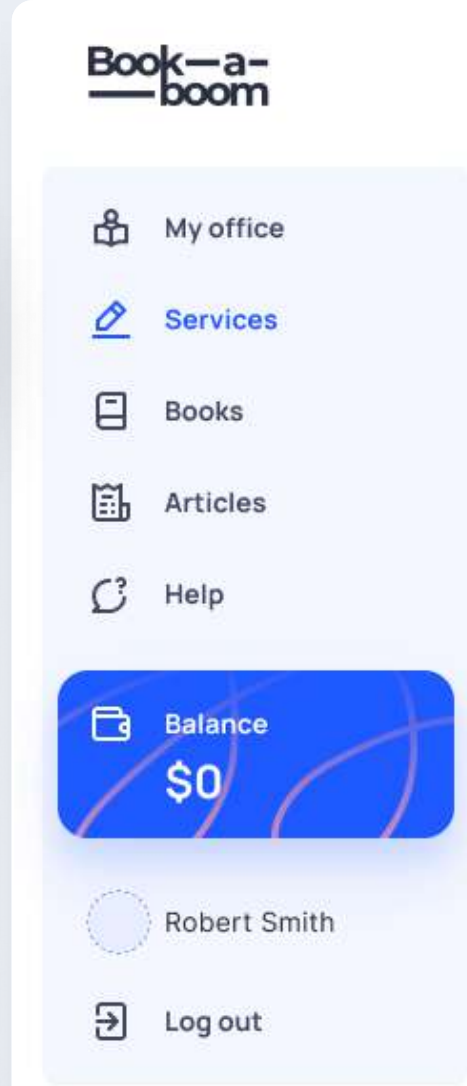 Book—a-
—boom
My office
Services
Books
Articles
Help
Balance
$0
Robert Smith
Log out